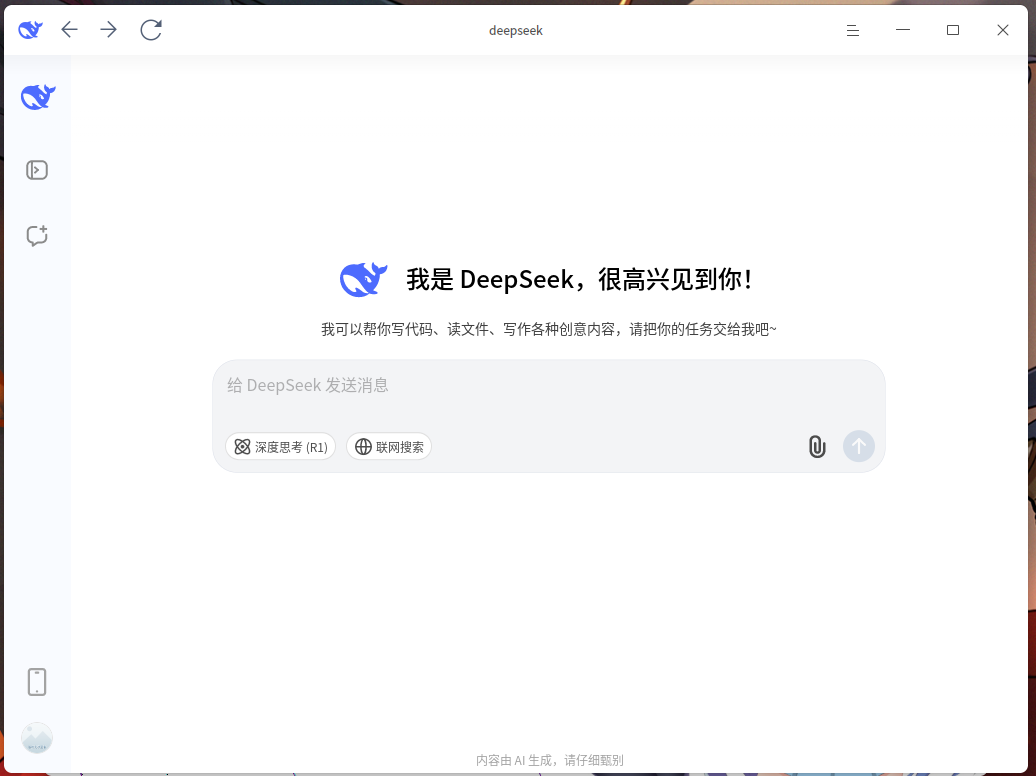 deepseek
我是 DeepSeek，很高兴见到你！
我可以帮你写代码、读文件、写作各种创意内容，请把你的任务交给我吧~
给 DeepSeek 发送消息
深度思考 (R1)
联网搜索
内容由 AI 生成，请仔细甄别